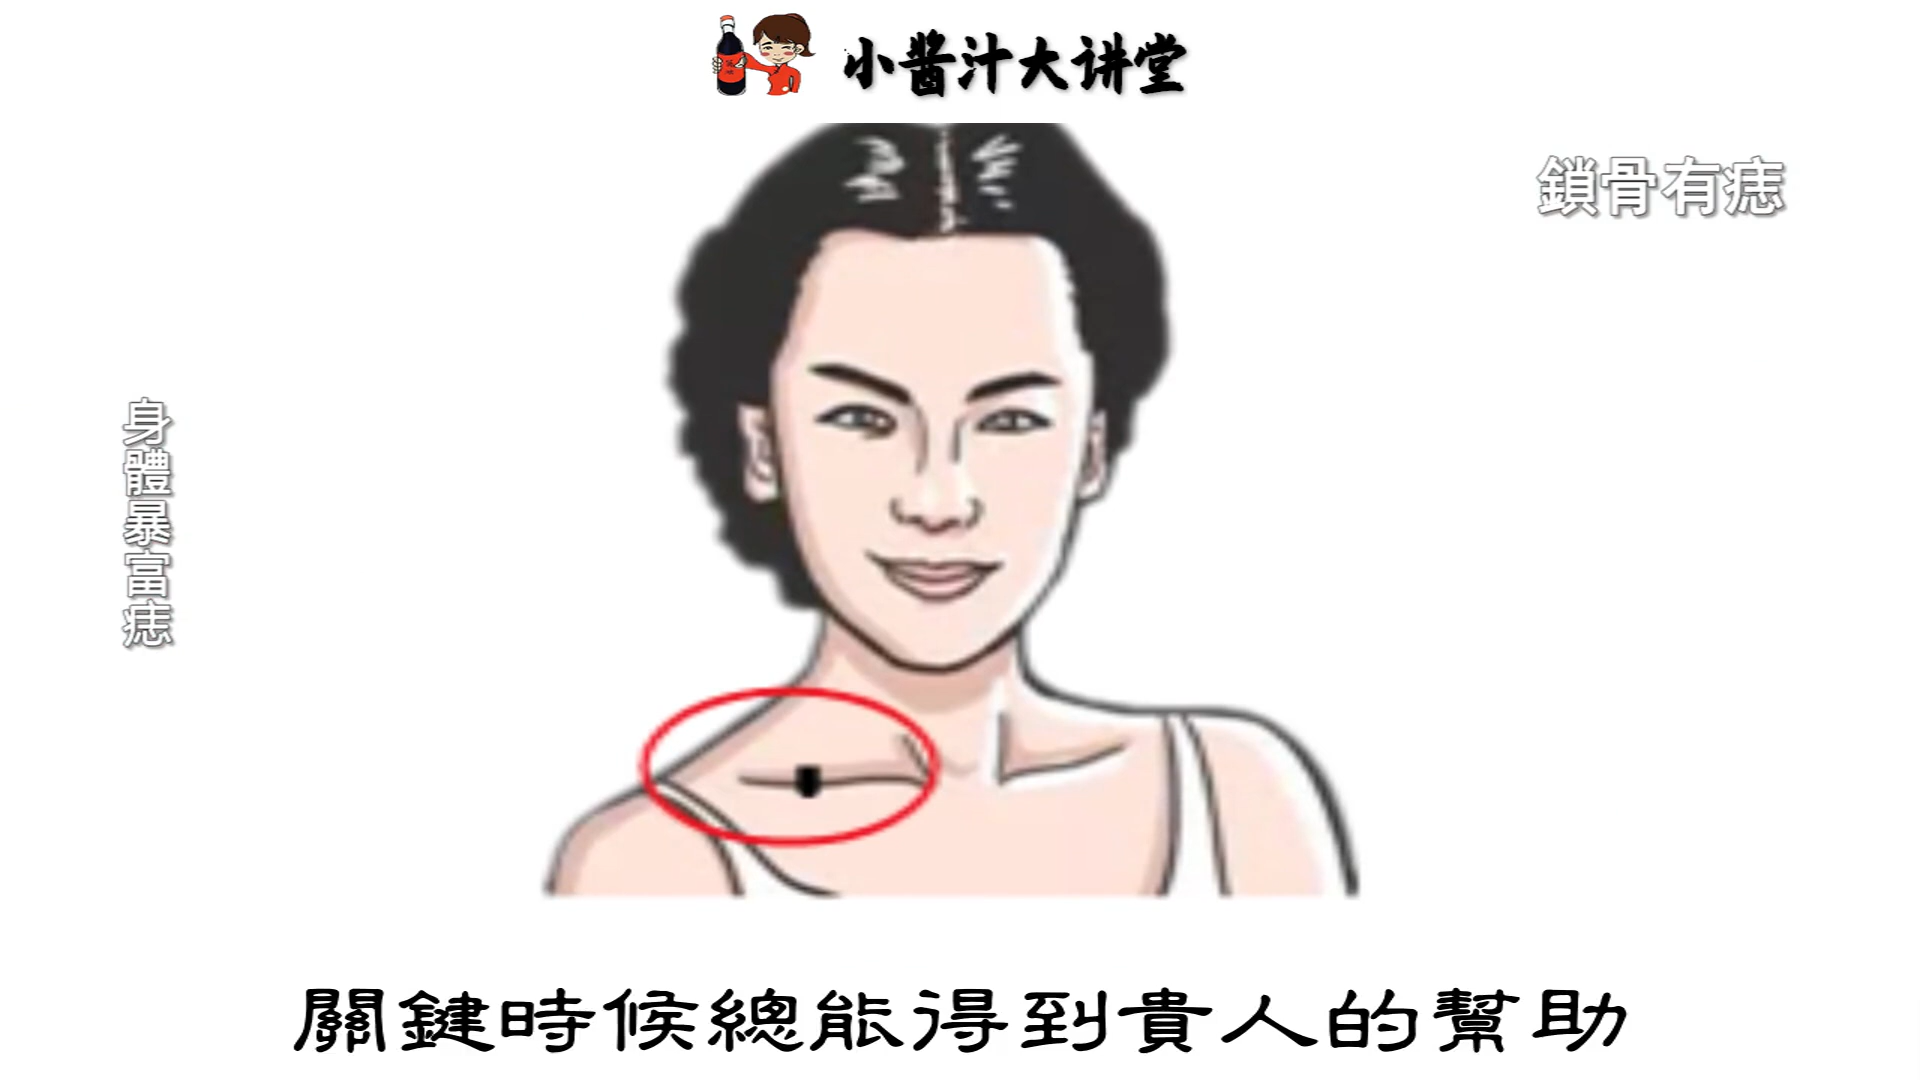 小酱汁大讲堂
鎖骨有痣
身體暴富痣
關鍵時候總能得到貴人的幫助